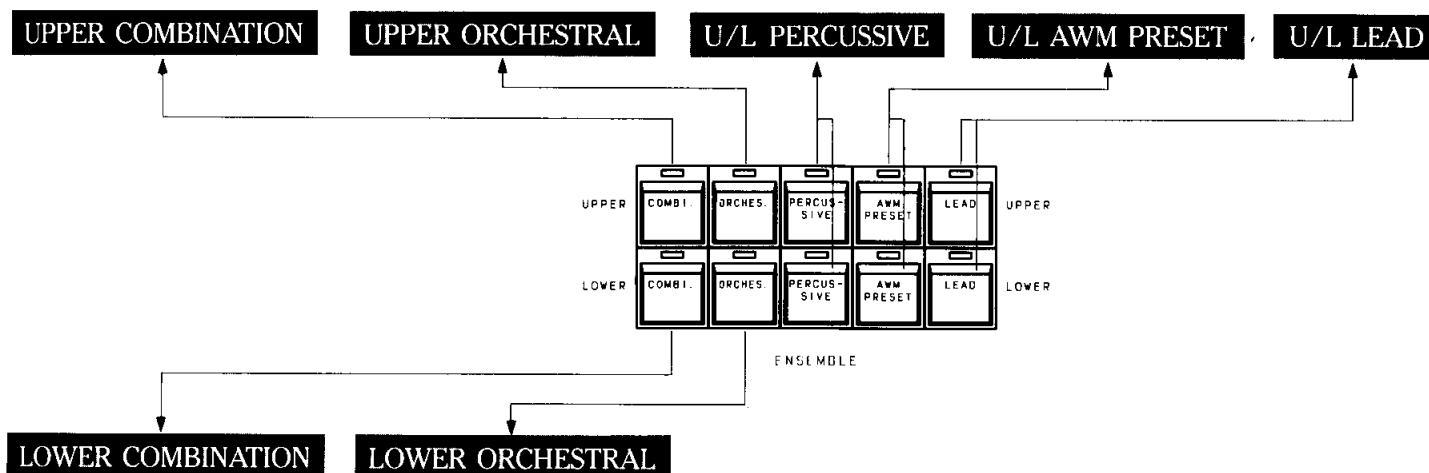 UPPER COMBINATION
UPPER ORCHESTRAL
U/L PERCUSSIVE
U/L AWM PRESET
U/L LEAD
UPPER
COMBI.
ORCHES.
PERCUS-
SIVE
AWM
PRESET
LEAD
UPPER
LOWER
COMBI.
ORCHES.
PERCUS-
SIVE
AWM
PRESET
LEAD
LOWER
ENSEMBLE
LOWER COMBINATION
LOWER ORCHESTRAL